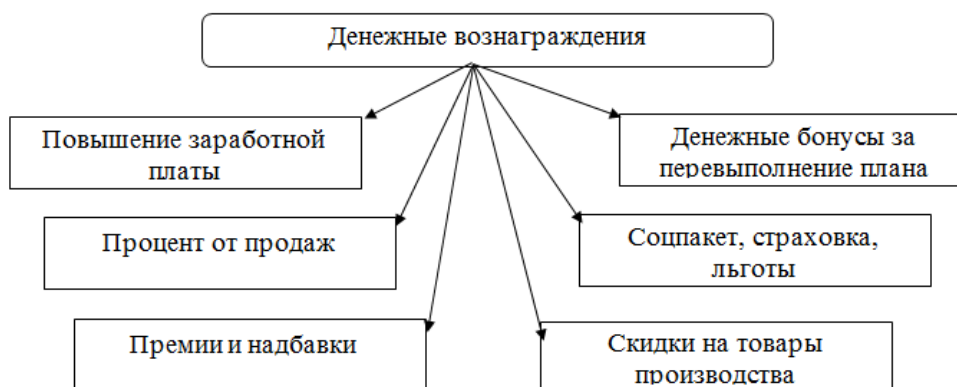 Денежные вознаграждения
Повышение заработной
платы
Денежные бонусы за
перевыполнение плана
Процент от продаж
Соцпакет, страховка,
льготы
Премии и надбавки
Скидки на товары
производства